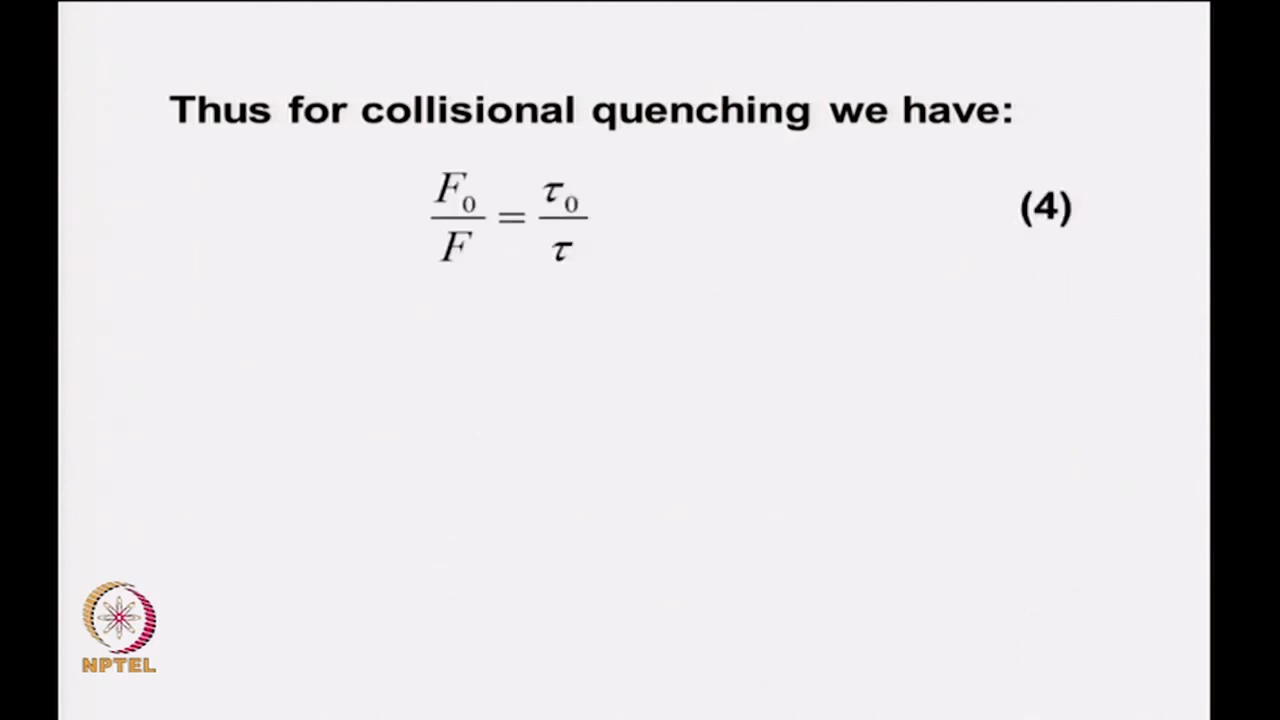 Thus for collisional quenching we have:
F₀/F = τ₀/τ (4)
NPTEL